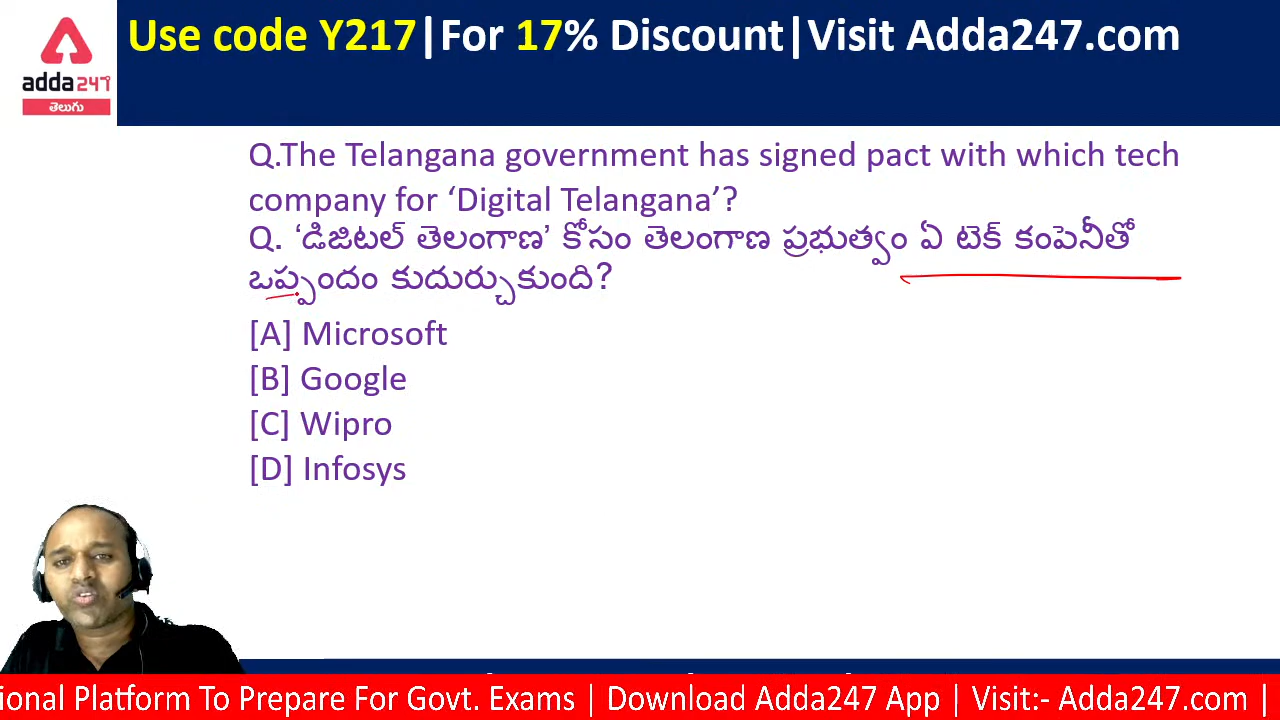 Use code Y217|For 17% Discount|Visit Adda247.com
adda247
తెలుగు
Q.The Telangana government has signed pact with which tech
company for ‘Digital Telangana’?
Q. ‘డిజిటల్ తెలంగాణ’ కోసం తెలంగాణ ప్రభుత్వం ఏ టెక్ కంపెనీతో
ఒప్పందం కుదుర్చుకుంది?
[A] Microsoft
[B] Google
[C] Wipro
[D] Infosys
ional Platform To Prepare For Govt. Exams | Download Adda247 App | Visit:- Adda247.com |